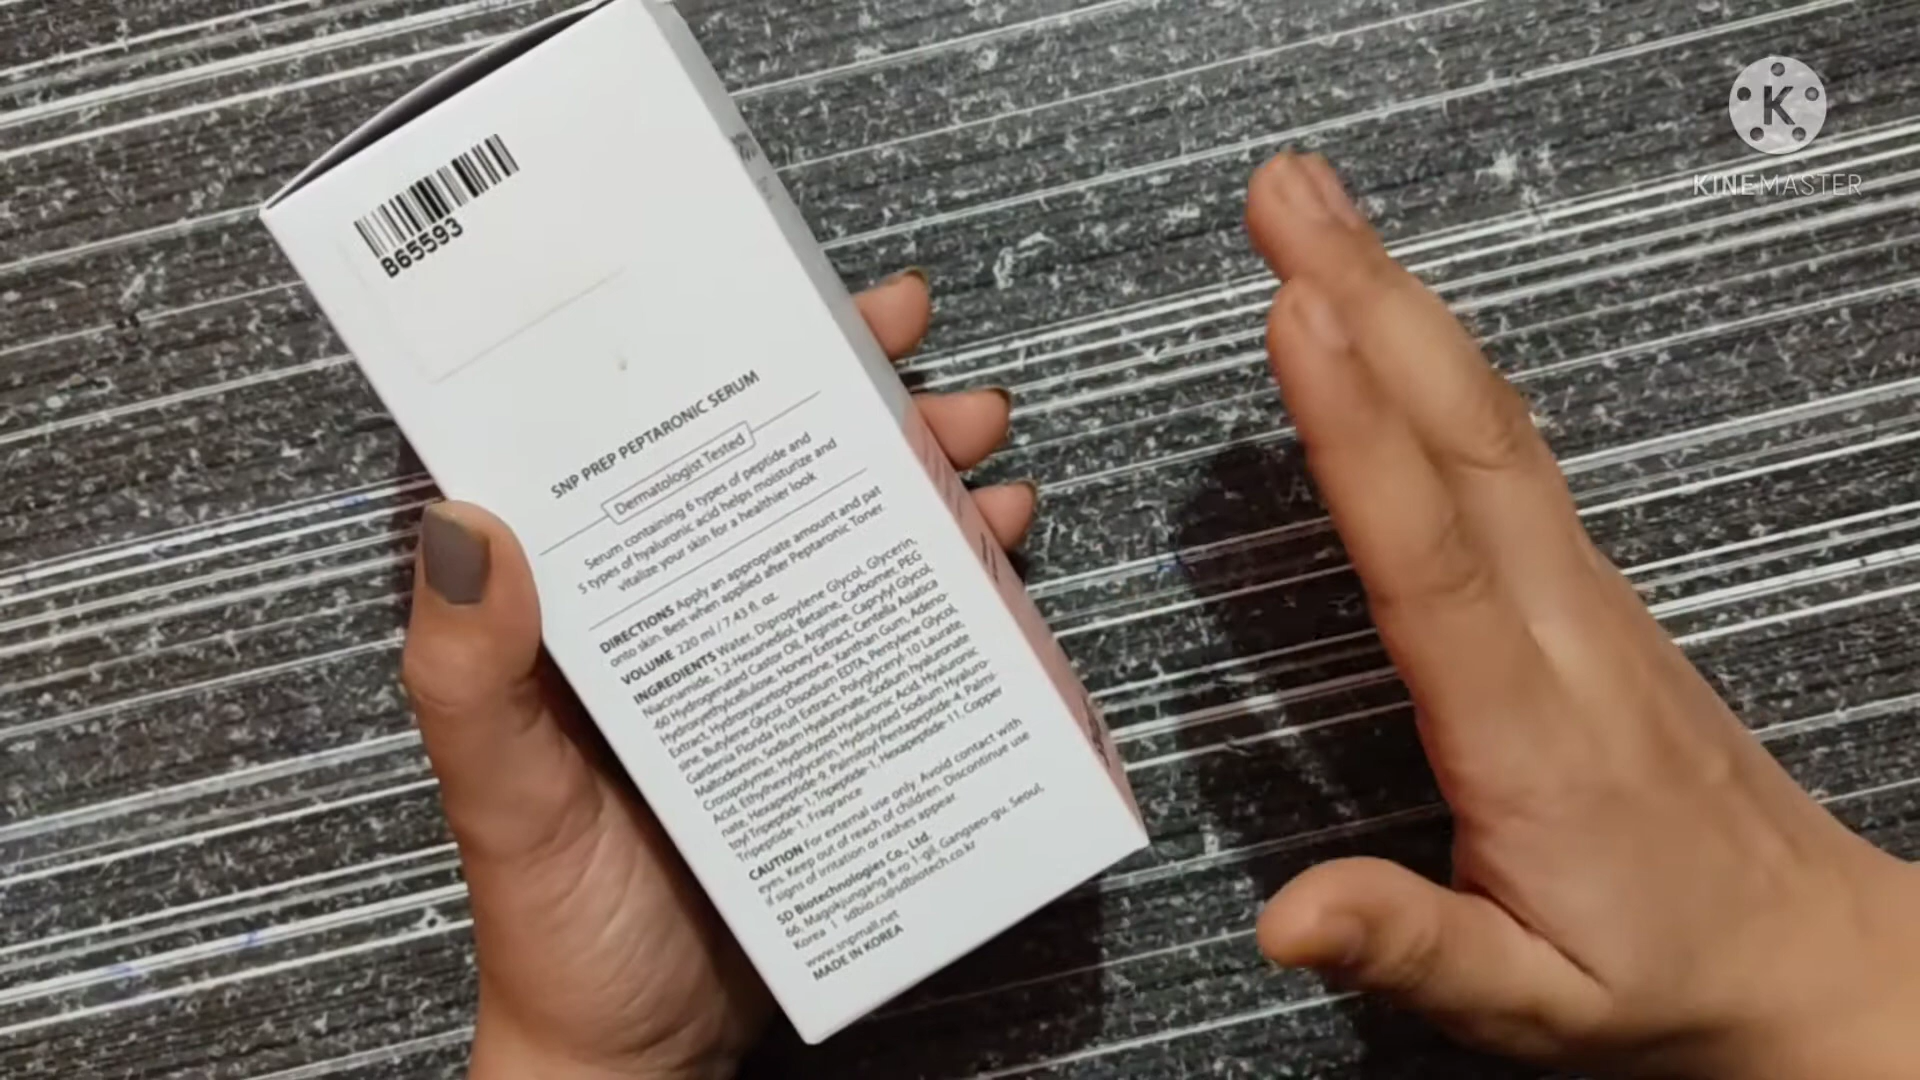 K
KINEMASTER
B65593
SNP PREP PEPTARONIC SERUM
Dermatologist Tested
Serum containing 6 types of peptide and
5 types of hyaluronic acid helps moisturize and
vitalize your skin for a healthier look
DIRECTIONS Apply an appropriate amount and pat
onto skin. Best when applied after Peptaronic Toner.
VOLUME 220 ml / 7.43 fl. oz.
INGREDIENTS Water, Dipropylene Glycol, Glycerin,
Niacinamide, 1,2-Hexanediol, Betaine, Carbomer, PEG
-60 Hydrogenated Castor Oil, Arginine, Caprylyl Glycol,
Hydroxyethylcellulose, Honey Extract, Centella Asiatica
Extract, Hydroxyacetophenone, Xanthan Gum, Adeno-
sine, Butylene Glycol, Disodium EDTA, Pentylene Glycol,
Gardenia Florida Fruit Extract, Polyglyceryl-10 Laurate,
Maltodextrin, Sodium Hyaluronate, Sodium Hyaluronate
Crosspolymer, Hydrolyzed Hyaluronic Acid, Hyaluronic
Acid, Ethylhexylglycerin, Hydrolyzed Sodium Hyaluro-
nate, Hexapeptide-9, Palmitoyl Pentapeptide-4, Palmi-
toyl Tripeptide-1, Tripeptide-1, Hexapeptide-11, Copper
Tripeptide-1, Fragrance
CAUTION For external use only. Avoid contact with
eyes. Keep out of reach of children. Discontinue use
if signs of irritation or rashes appear.
SD Biotechnologies Co., Ltd.
66, Magokjungang 8-ro 1-gil, Gangseo-gu, Seoul,
Korea | sdbio.cs@sdbiotech.co.kr
www.snpmall.net
MADE IN KOREA